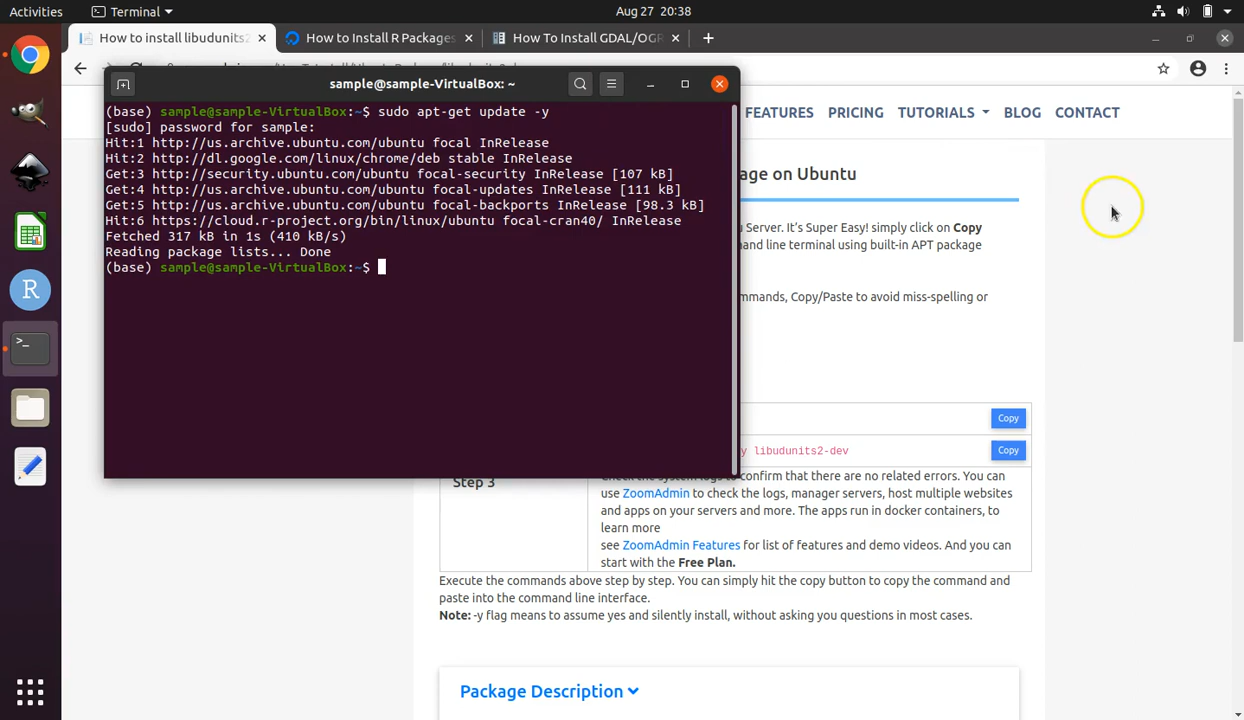 Activities
Terminal
Aug 27 20:38
How to install libudunits2
How to Install R Packages
How To Install GDAL/OGR
sample@sample-VirtualBox: ~
(base) sample@sample-VirtualBox:~$ sudo apt-get update -y
[sudo] password for sample:
Hit:1 http://us.archive.ubuntu.com/ubuntu focal InRelease
Hit:2 http://dl.google.com/linux/chrome/deb stable InRelease
Get:3 http://security.ubuntu.com/ubuntu focal-security InRelease [107 kB]
Get:4 http://us.archive.ubuntu.com/ubuntu focal-updates InRelease [111 kB]
Get:5 http://us.archive.ubuntu.com/ubuntu focal-backports InRelease [98.3 kB]
Hit:6 https://cloud.r-project.org/bin/linux/ubuntu focal-cran40/ InRelease
Fetched 317 kB in 1s (410 kB/s)
Reading package lists... Done
(base) sample@sample-VirtualBox:~$
FEATURES PRICING TUTORIALS BLOG CONTACT
age on Ubuntu
Server. It's Super Easy! simply click on Copy
and line terminal using built-in APT package
mmands, Copy/Paste to avoid miss-spelling or
Copy
y libudunits2-dev
Copy
Step 3
Check the system logs to confirm that there are no related errors. You can
use ZoomAdmin to check the logs, manager servers, host multiple websites
and apps on your servers and more. The apps run in docker containers, to
learn more
see ZoomAdmin Features for list of features and demo videos. And you can
start with the Free Plan.
Execute the commands above step by step. You can simply hit the copy button to copy the command and
paste into the command line interface.
Note: -y flag means to assume yes and silently install, without asking you questions in most cases.
Package Description
R